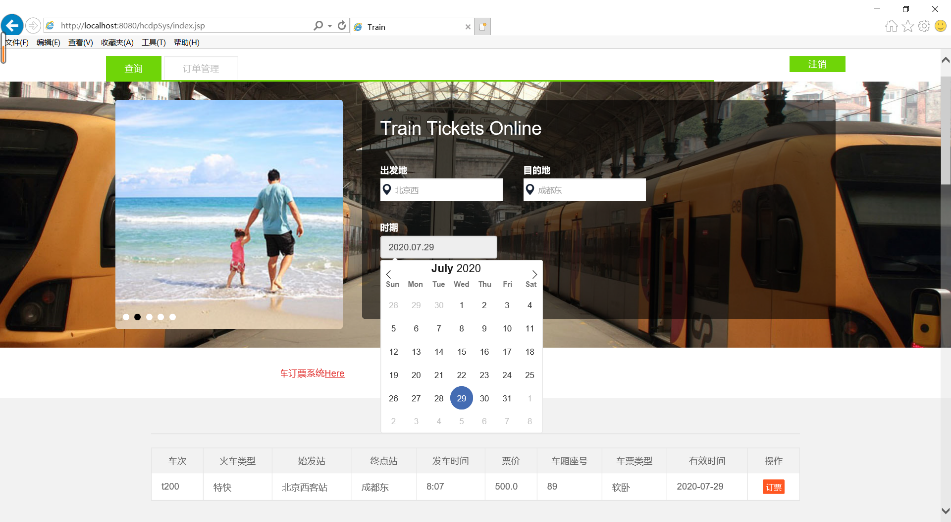 http://localhost:8080/hcdpSys/index.jsp
Train
文件(F) 编辑(E) 查看(V) 收藏夹(A) 工具(T) 帮助(H)
查询 订单管理 注销
Train Tickets Online
出发地 目的地
北京西 成都东
时期
2020.07.29
July 2020
Sun Mon Tue Wed Thu Fri Sat
28 29 30 1 2 3 4
5 6 7 8 9 10 11
12 13 14 15 16 17 18
19 20 21 22 23 24 25
26 27 28 29 30 31 1
2 3 4 5 6 7 8
车订票系统Here
车次 火车类型 始发站 终点站 发车时间 票价 车厢座号 车票类型 有效时间 操作
t200 特快 北京西客站 成都东 8:07 500.0 89 软卧 2020-07-29 订票